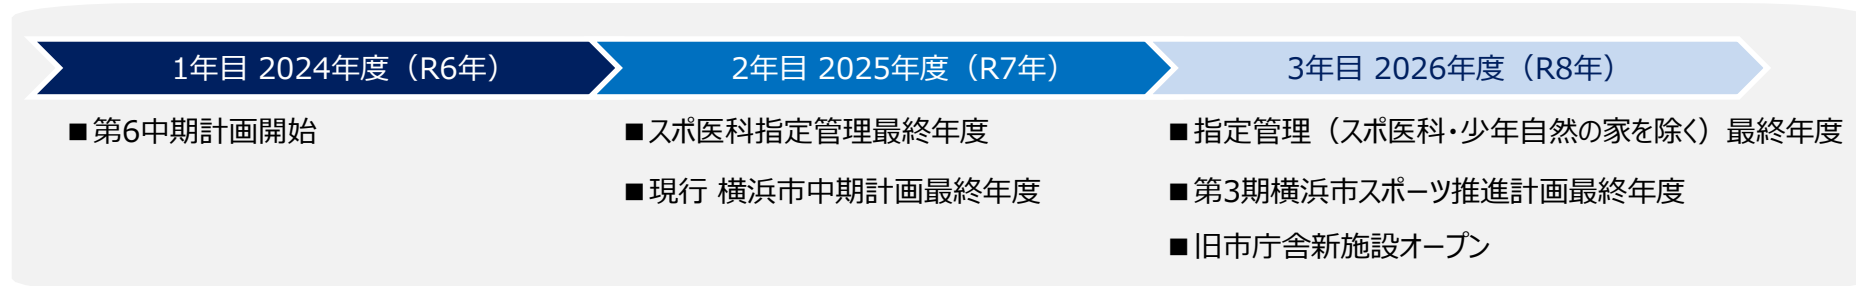 1年目 2024年度（R6年）
2年目 2025年度（R7年）
3年目 2026年度（R8年）
■第6中期計画開始
■スポ医科指定管理最終年度
■現行 横浜市中期計画最終年度
■指定管理（スポ医科・少年自然の家を除く）最終年度
■第3期横浜市スポーツ推進計画最終年度
■旧市庁舎新施設オープン